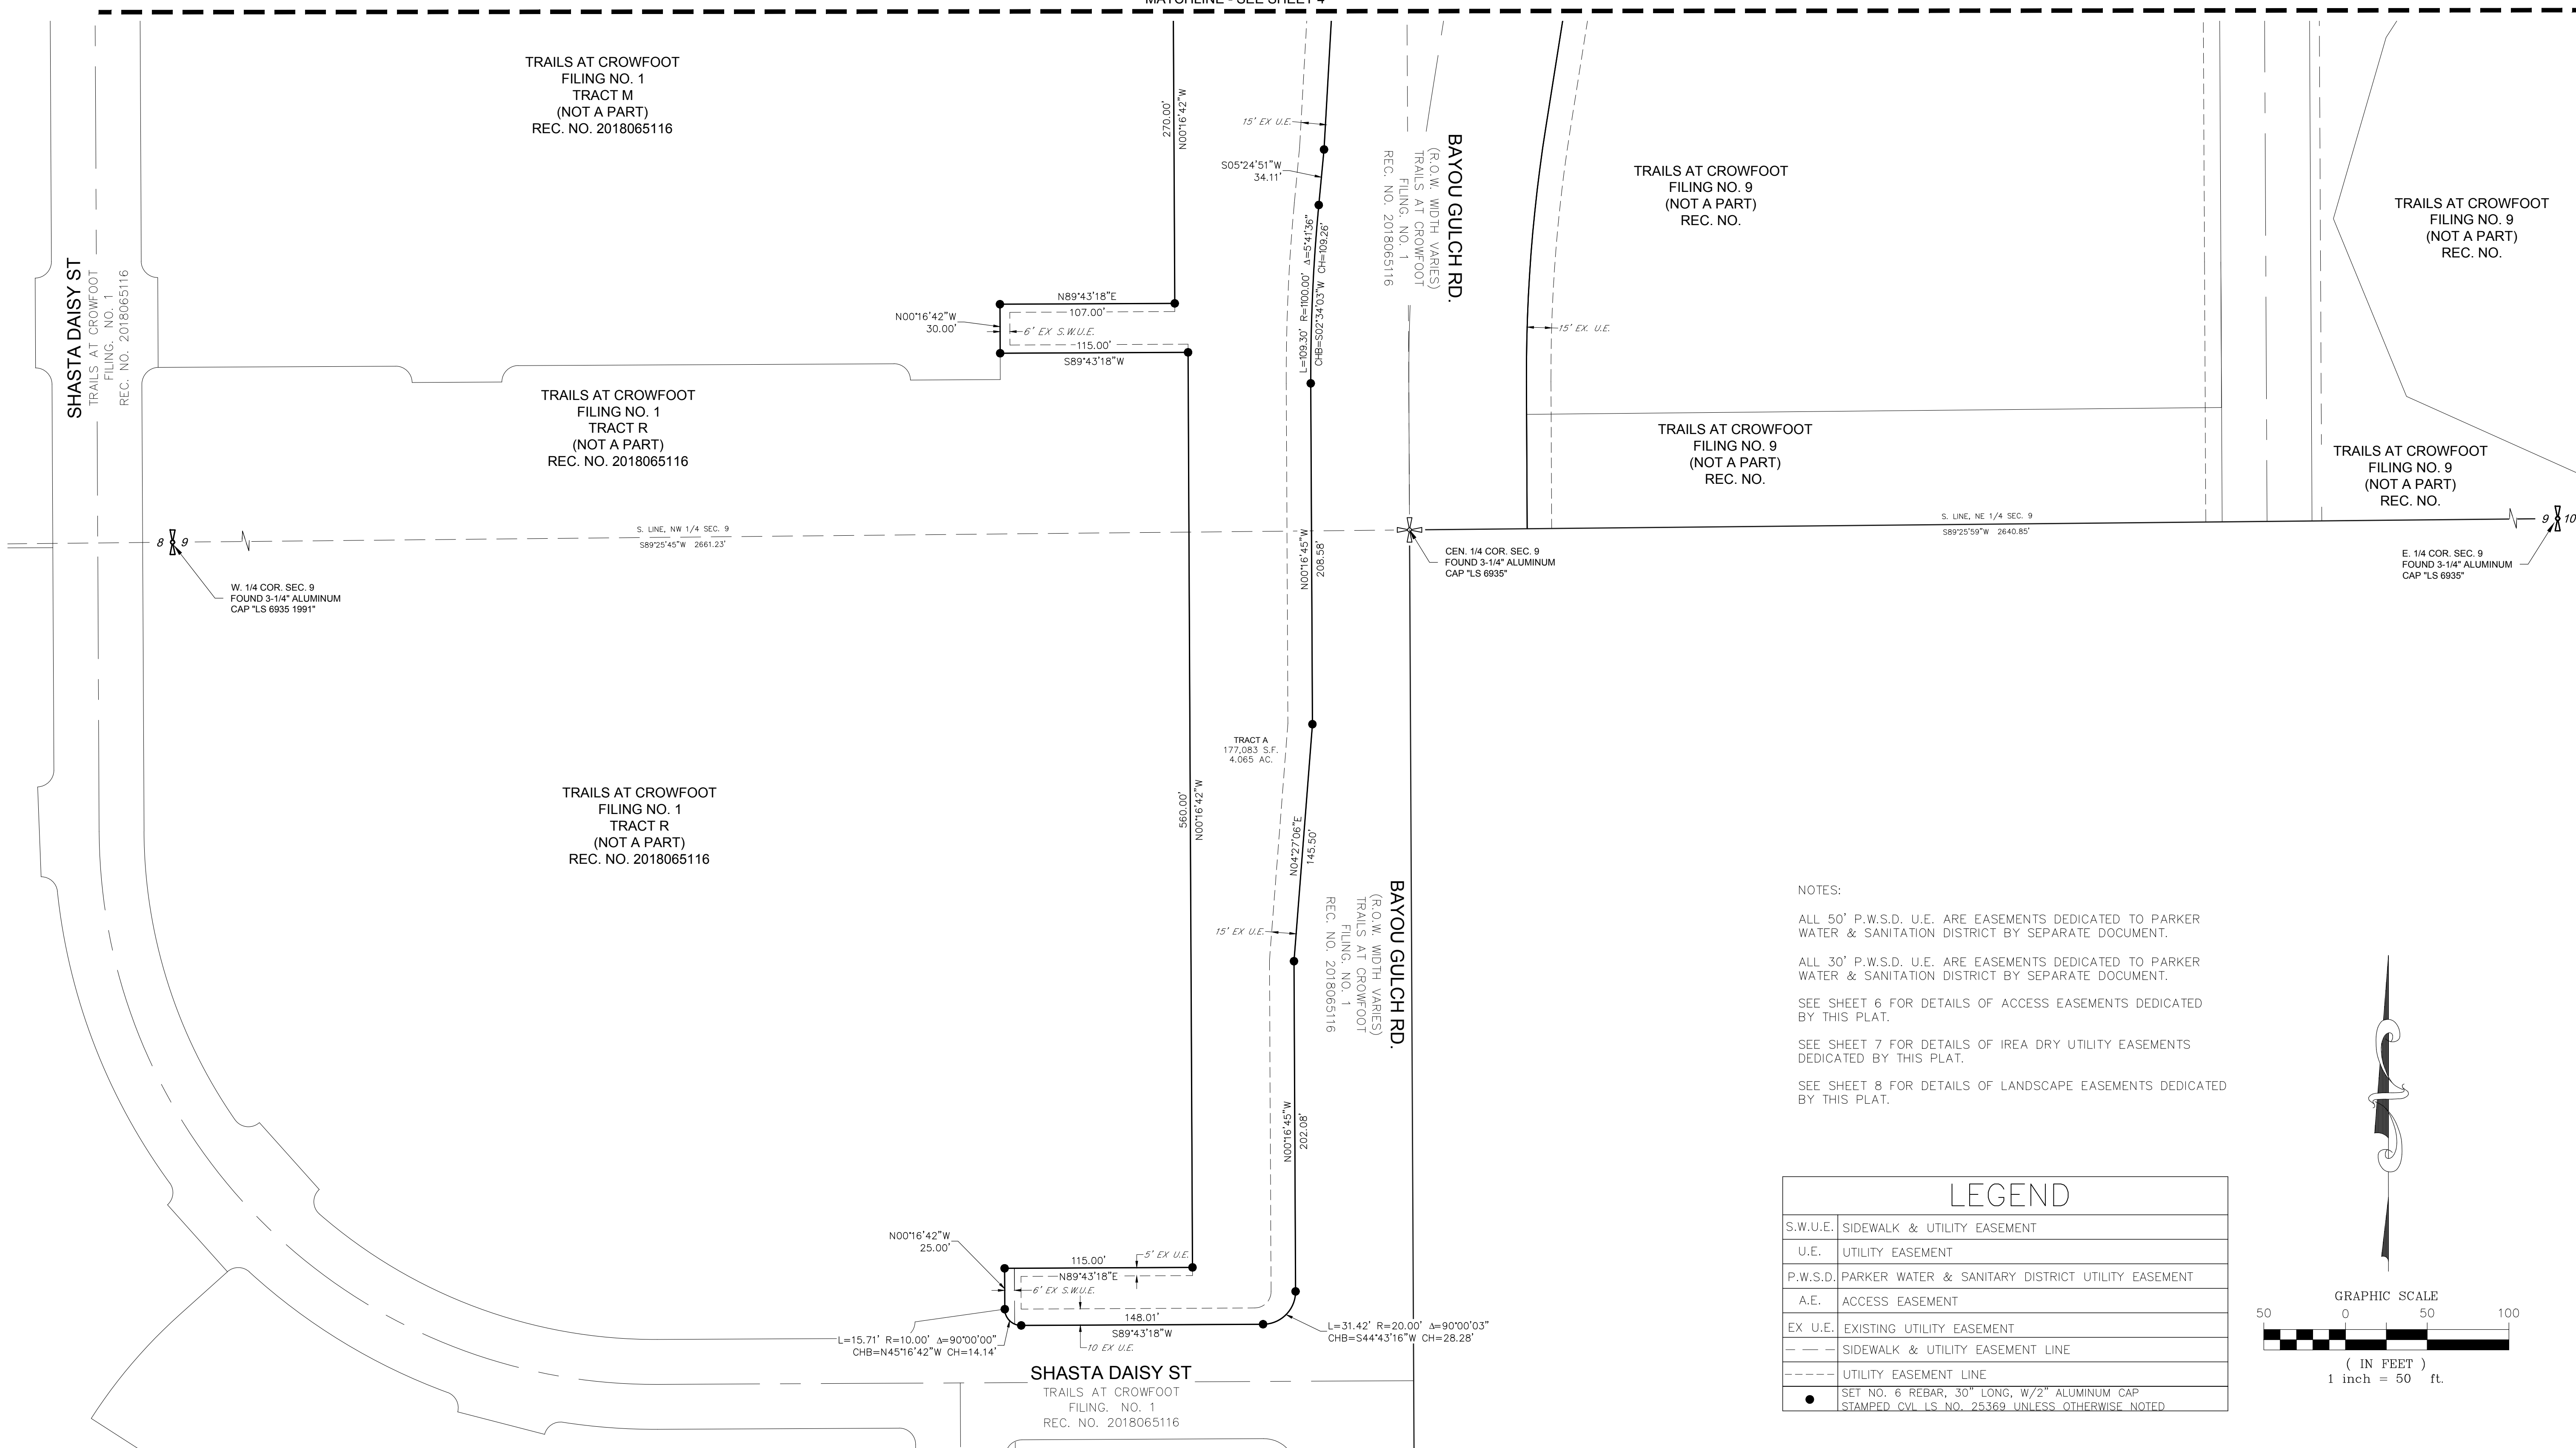 MATCHLINE - SEE SHEET 4
TRAILS AT CROWFOOT
FILING NO. 1
TRACT M
(NOT A PART)
REC. NO. 2018065116
270.00'
N00°16'42"W
15' EX U.E.
S05°24'51"W
34.11'
L=109.30' R=1100.00' Δ=5°41'36"
CHB=S02°34'03"W CH=109.26'
BAYOU GULCH RD.
(R.O.W. WIDTH VARIES)
TRAILS AT CROWFOOT
FILING. NO. 1
REC. NO. 2018065116
15' EX. U.E.
TRAILS AT CROWFOOT
FILING NO. 9
(NOT A PART)
REC. NO.
TRAILS AT CROWFOOT
FILING NO. 9
(NOT A PART)
REC. NO.
SHASTA DAISY ST
TRAILS AT CROWFOOT
FILING. NO. 1
REC. NO. 2018065116
N89°43'18"E
107.00'
N00°16'42"W
30.00'
6' EX S.W.U.E.
115.00'
S89°43'18"W
TRAILS AT CROWFOOT
FILING NO. 1
TRACT R
(NOT A PART)
REC. NO. 2018065116
TRAILS AT CROWFOOT
FILING NO. 9
(NOT A PART)
REC. NO.
TRAILS AT CROWFOOT
FILING NO. 9
(NOT A PART)
REC. NO.
8 9
S. LINE, NW 1/4 SEC. 9
S89°25'45"W 2661.23'
S. LINE, NE 1/4 SEC. 9
S89°25'59"W 2640.85'
9 10
W. 1/4 COR. SEC. 9
FOUND 3-1/4" ALUMINUM
CAP "LS 6935 1991"
CEN. 1/4 COR. SEC. 9
FOUND 3-1/4" ALUMINUM
CAP "LS 6935"
E. 1/4 COR. SEC. 9
FOUND 3-1/4" ALUMINUM
CAP "LS 6935"
N00°16'45"W
208.58'
TRACT A
177,083 S.F.
4.065 AC.
560.00'
N00°16'42"W
N04°27'06"E
145.50'
TRAILS AT CROWFOOT
FILING NO. 1
TRACT R
(NOT A PART)
REC. NO. 2018065116
15' EX U.E.
BAYOU GULCH RD.
(R.O.W. WIDTH VARIES)
TRAILS AT CROWFOOT
FILING. NO. 1
REC. NO. 2018065116
N00°16'45"W
202.08'
N00°16'42"W
25.00'
115.00'
5' EX U.E.
N89°43'18"E
6' EX S.W.U.E.
148.01'
S89°43'18"W
10 EX U.E.
L=15.71' R=10.00' Δ=90°00'00"
CHB=N45°16'42"W CH=14.14'
L=31.42' R=20.00' Δ=90°00'03"
CHB=S44°43'16"W CH=28.28'
SHASTA DAISY ST
TRAILS AT CROWFOOT
FILING. NO. 1
REC. NO. 2018065116
NOTES:
ALL 50' P.W.S.D. U.E. ARE EASEMENTS DEDICATED TO PARKER
WATER & SANITATION DISTRICT BY SEPARATE DOCUMENT.
ALL 30' P.W.S.D. U.E. ARE EASEMENTS DEDICATED TO PARKER
WATER & SANITATION DISTRICT BY SEPARATE DOCUMENT.
SEE SHEET 6 FOR DETAILS OF ACCESS EASEMENTS DEDICATED
BY THIS PLAT.
SEE SHEET 7 FOR DETAILS OF IREA DRY UTILITY EASEMENTS
DEDICATED BY THIS PLAT.
SEE SHEET 8 FOR DETAILS OF LANDSCAPE EASEMENTS DEDICATED
BY THIS PLAT.
LEGEND
S.W.U.E. SIDEWALK & UTILITY EASEMENT
U.E. UTILITY EASEMENT
P.W.S.D. PARKER WATER & SANITARY DISTRICT UTILITY EASEMENT
A.E. ACCESS EASEMENT
EX U.E. EXISTING UTILITY EASEMENT
SIDEWALK & UTILITY EASEMENT LINE
UTILITY EASEMENT LINE
SET NO. 6 REBAR, 30" LONG, W/2" ALUMINUM CAP
STAMPED CVL LS NO. 25369 UNLESS OTHERWISE NOTED
GRAPHIC SCALE
50 0 50 100
( IN FEET )
1 inch = 50 ft.